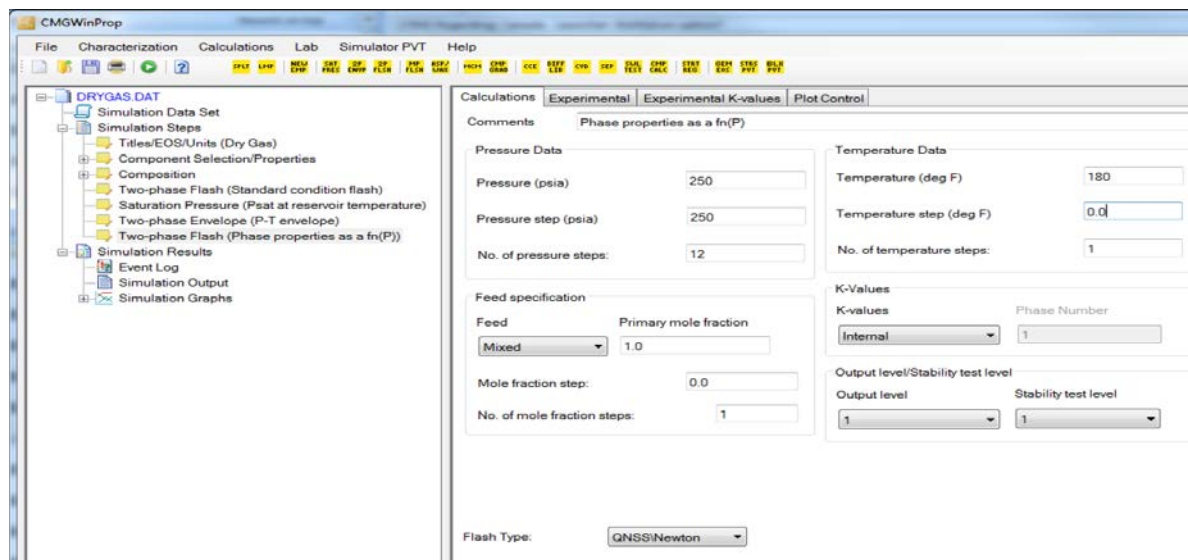 CMGWinProp
File Characterization Calculations Lab Simulator PVT Help
DRYGAS.DAT
Simulation Data Set
Simulation Steps
Titles/EOS/Units (Dry Gas)
Component Selection/Properties
Composition
Two-phase Flash (Standard condition flash)
Saturation Pressure (Psat at reservoir temperature)
Two-phase Envelope (P-T envelope)
Two-phase Flash (Phase properties as a fn(P))
Simulation Results
Event Log
Simulation Output
Simulation Graphs
Calculations Experimental Experimental K-values Plot Control
Comments Phase properties as a fn(P)
Pressure Data
Pressure (psia) 250
Pressure step (psia) 250
No. of pressure steps: 12
Temperature Data
Temperature (deg F) 180
Temperature step (deg F) 0.0
No. of temperature steps: 1
Feed specification
Feed Primary mole fraction
Mixed 1.0
Mole fraction step: 0.0
No. of mole fraction steps: 1
K-Values
K-values Phase Number
Internal 1
Output level/Stability test level
Output level Stability test level
1 1
Flash Type: QNSS\Newton